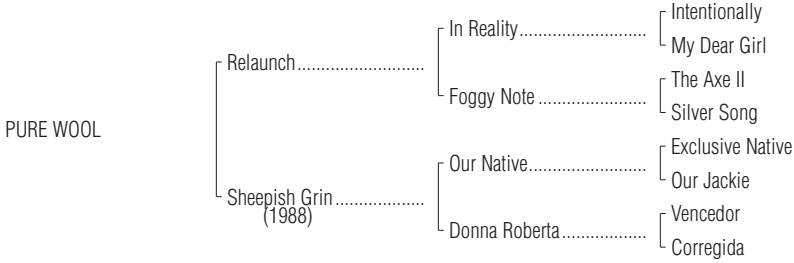 Intentionally
In Reality..........................
My Dear Girl
Relaunch..........................
The Axe II
Foggy Note ......................
Silver Song
PURE WOOL
Exclusive Native
Our Native........................
Our Jackie
Sheepish Grin..................
(1988)
Vencedor
Donna Roberta.................
Corregida